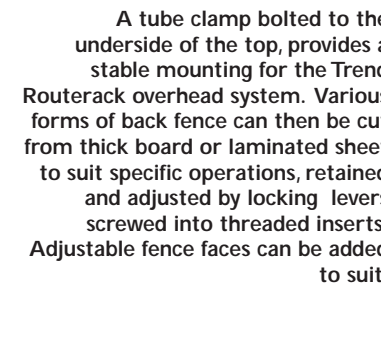 A tube clamp bolted to the
underside of the top, provides a
stable mounting for the Trend
Routerack overhead system. Various
forms of back fence can then be cut
from thick board or laminated sheet
to suit specific operations, retained
and adjusted by locking levers
screwed into threaded inserts.
Adjustable fence faces can be added
to suit.